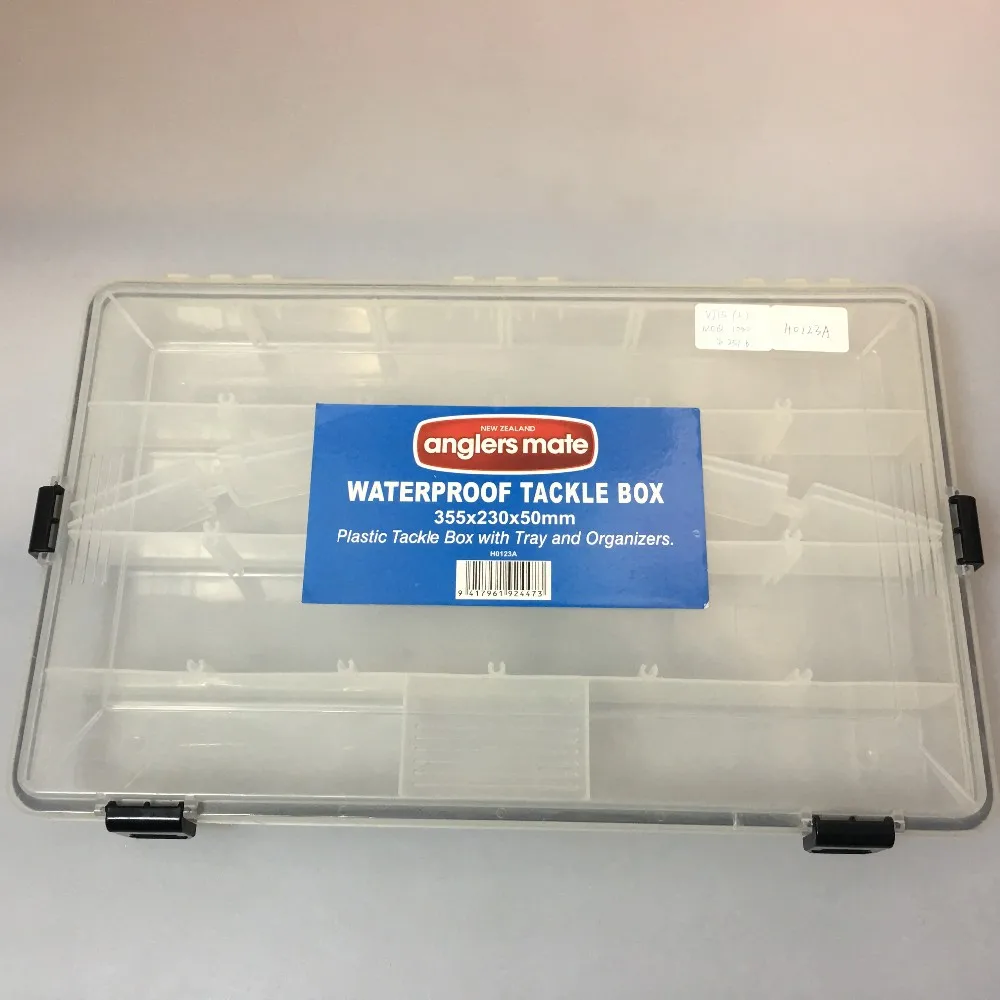 H0123A
NEW ZEALAND
anglers mate
WATERPROOF TACKLE BOX
355x230x50mm
Plastic Tackle Box with Tray and Organizers.
H0123A
9 417961 924473